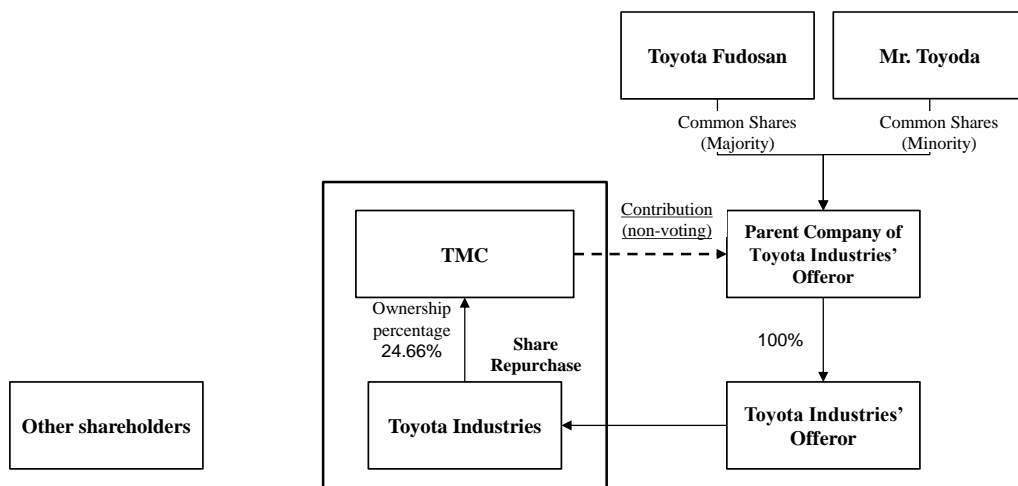 Toyota Fudosan
Mr. Toyoda
Common Shares
(Majority)
Common Shares
(Minority)
TMC
Contribution
(non-voting)
Parent Company of
Toyota Industries’
Offeror
Ownership
percentage
24.66%
Share
Repurchase
100%
Other shareholders
Toyota Industries
Toyota Industries’
Offeror